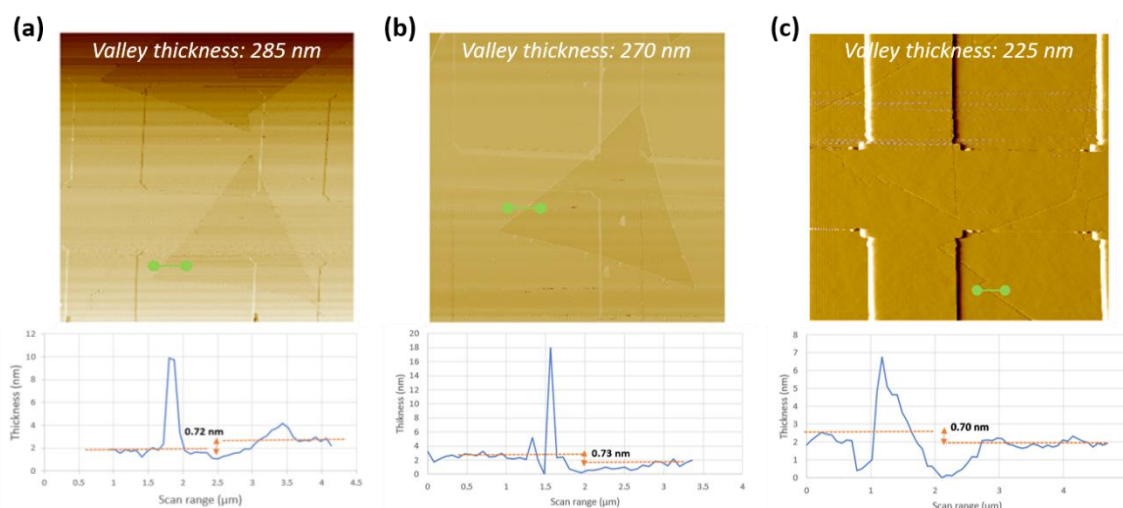 (a)
Valley thickness: 285 nm
(b)
Valley thickness: 270 nm
(c)
Valley thickness: 225 nm
Thickness (nm)
12
10
8
6
4
2
0
0.72 nm
0 0.5 1 1.5 2 2.5 3 3.5 4 4.5
Scan range (μm)
Thikness (nm)
20
18
16
14
12
10
8
6
4
2
0
0.73 nm
0 0.5 1 1.5 2 2.5 3 3.5
Scan range (μm)
Thickness (nm)
8
7
6
5
4
3
2
1
0
0.70 nm
0 1 2 3 4
Scan range (μm)